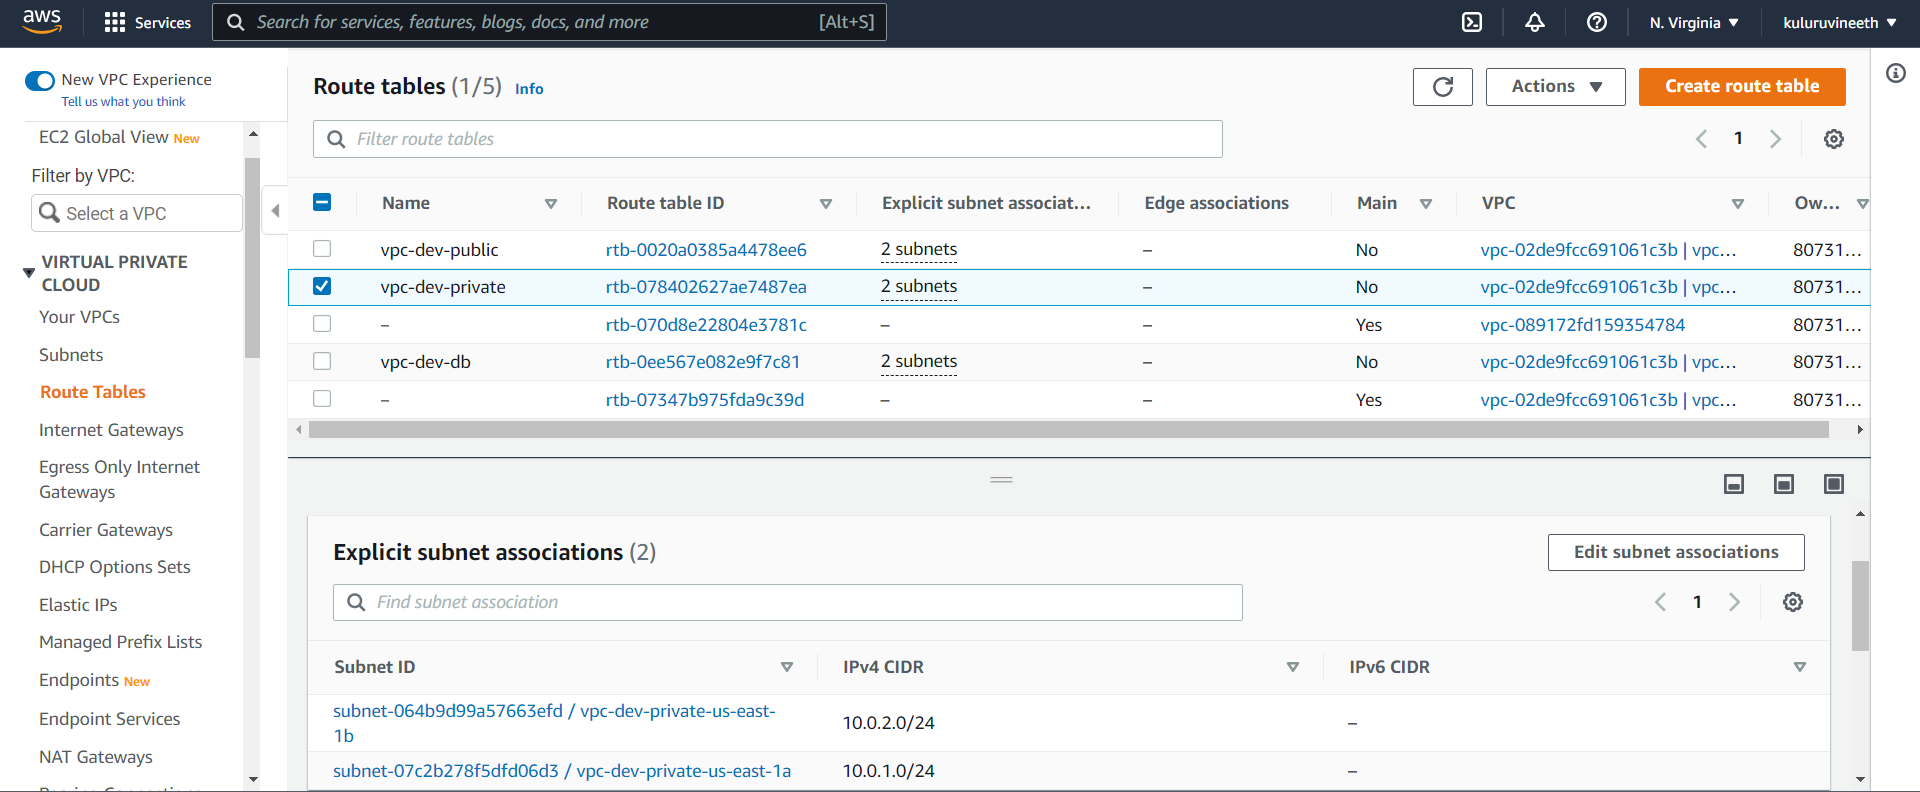 aws
Services
Search for services, features, blogs, docs, and more
[Alt+S]
N. Virginia
kuluruvineeth
New VPC Experience
Tell us what you think
EC2 Global View New
Filter by VPC:
Select a VPC
VIRTUAL PRIVATE
CLOUD
Your VPCs
Subnets
Route Tables
Internet Gateways
Egress Only Internet
Gateways
Carrier Gateways
DHCP Options Sets
Elastic IPs
Managed Prefix Lists
Endpoints New
Endpoint Services
NAT Gateways
Route tables (1/5) Info
Actions
Create route table
Filter route tables
1
Name Route table ID Explicit subnet associat... Edge associations Main VPC Ow...
vpc-dev-public rtb-0020a0385a4478ee6 2 subnets – No vpc-02de9fcc691061c3b | vpc... 80731...
vpc-dev-private rtb-078402627ae7487ea 2 subnets – No vpc-02de9fcc691061c3b | vpc... 80731...
– rtb-070d8e22804e3781c – – Yes vpc-089172fd159354784 80731...
vpc-dev-db rtb-0ee567e082e9f7c81 2 subnets – No vpc-02de9fcc691061c3b | vpc... 80731...
– rtb-07347b975fda9c39d – – Yes vpc-02de9fcc691061c3b | vpc... 80731...
Explicit subnet associations (2)
Edit subnet associations
Find subnet association
1
Subnet ID IPv4 CIDR IPv6 CIDR
subnet-064b9d99a57663efd / vpc-dev-private-us-east-
1b
10.0.2.0/24 –
subnet-07c2b278f5dfd06d3 / vpc-dev-private-us-east-1a 10.0.1.0/24 –